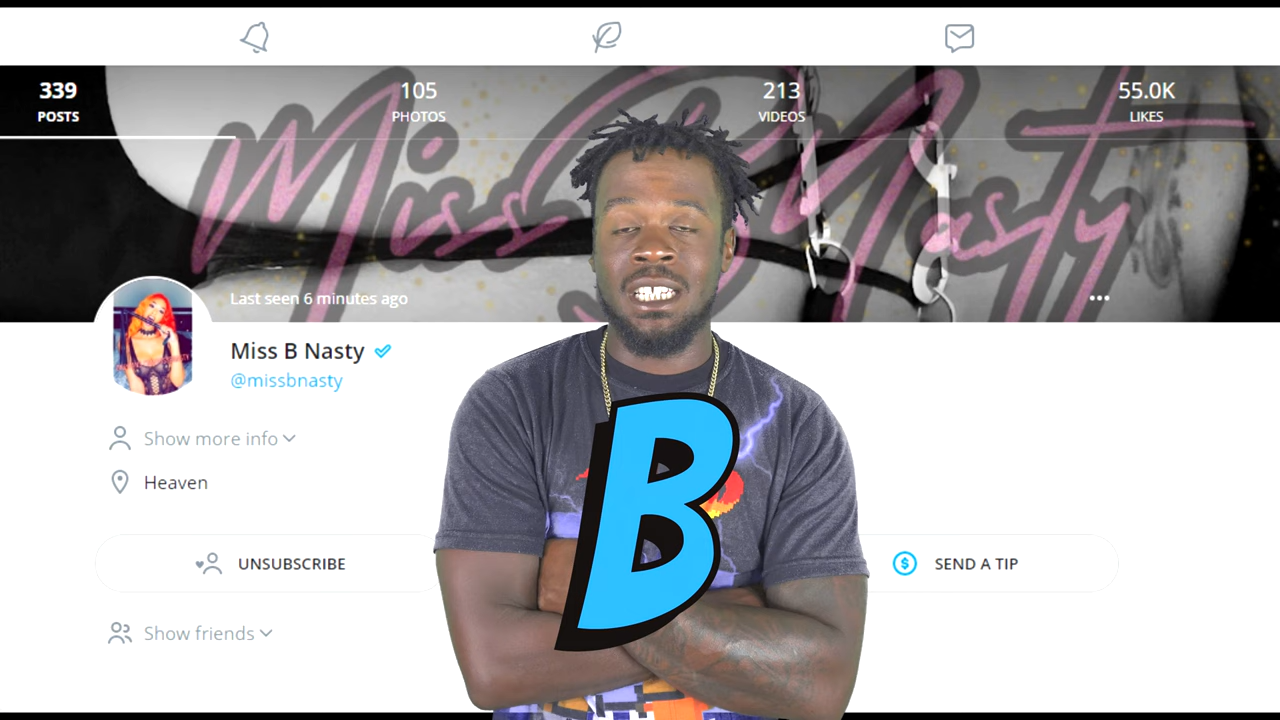 339
POSTS
105
PHOTOS
213
VIDEOS
55.0K
LIKES
Miss B Nasty
Last seen 6 minutes ago
Miss B Nasty
@missbnasty
Show more info
Heaven
B
UNSUBSCRIBE
SEND A TIP
Show friends